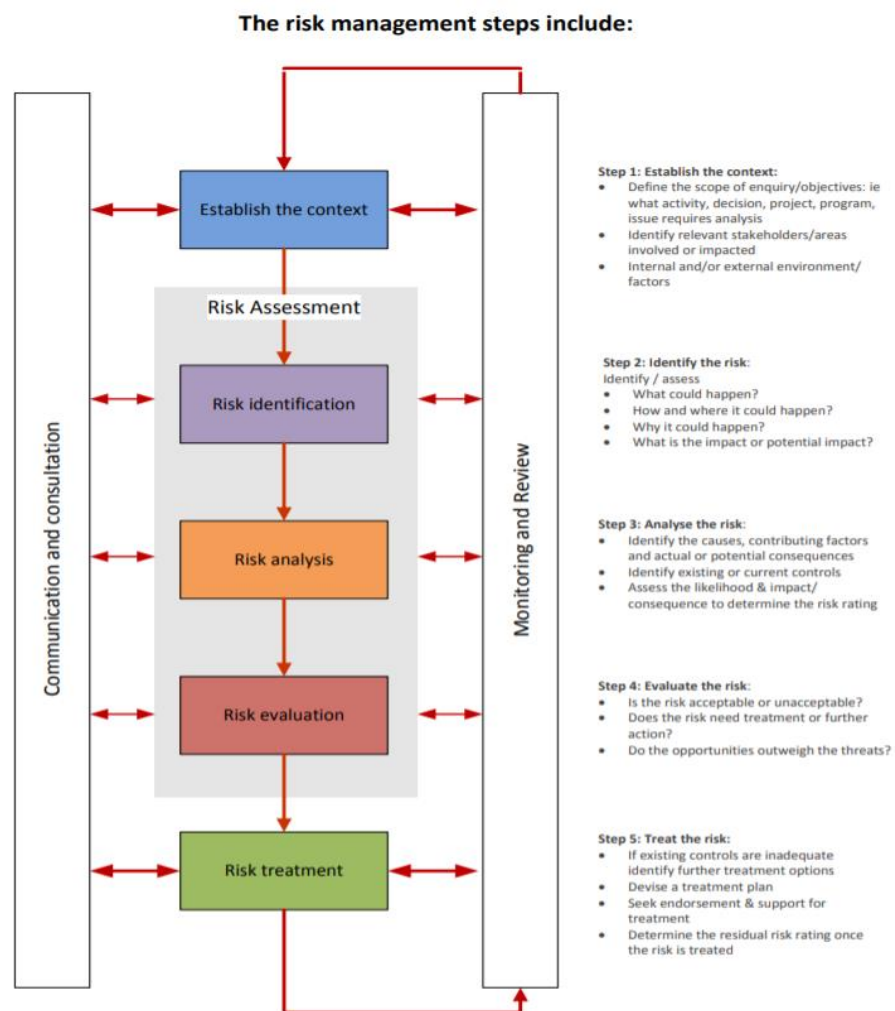 The risk management steps include:
Communication and consultation
Establish the context
Risk Assessment
Risk identification
Risk analysis
Risk evaluation
Risk treatment
Monitoring and Review
Step 1: Establish the context:
• Define the scope of enquiry/objectives: ie
what activity, decision, project, program,
issue requires analysis
• Identify relevant stakeholders/areas
involved or impacted
• Internal and/or external environment/
factors
Step 2: Identify the risk:
Identify / assess
• What could happen?
• How and where it could happen?
• Why it could happen?
• What is the impact or potential impact?
Step 3: Analyse the risk:
• Identify the causes, contributing factors
and actual or potential consequences
• Identify existing or current controls
• Assess the likelihood & impact/
consequence to determine the risk rating
Step 4: Evaluate the risk:
• Is the risk acceptable or unacceptable?
• Does the risk need treatment or further
action?
• Do the opportunities outweigh the threats?
Step 5: Treat the risk:
• If existing controls are inadequate
identify further treatment options
• Devise a treatment plan
• Seek endorsement & support for
treatment
• Determine the residual risk rating once
the risk is treated